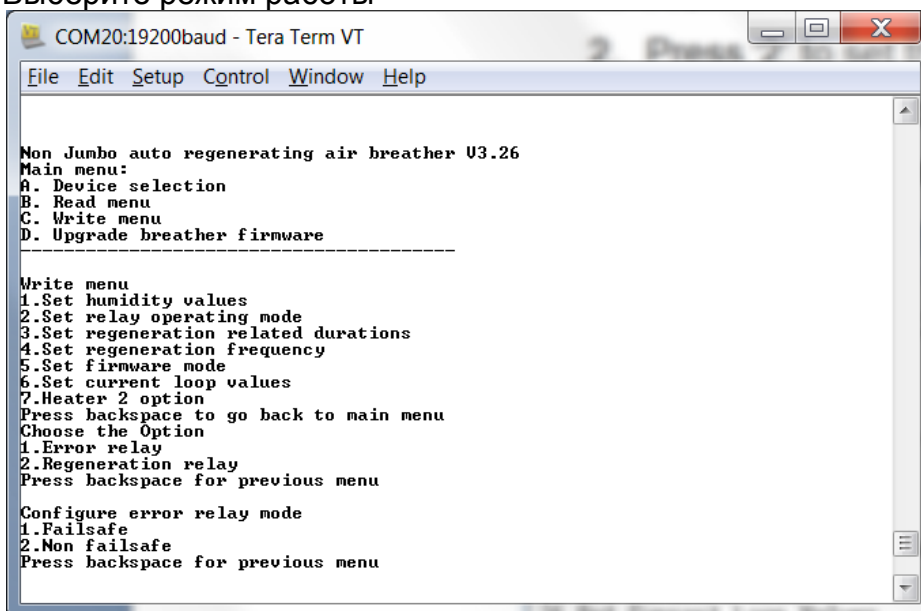 Выберите режим работы
COM20:19200baud - Tera Term VT
2. Press '2' to set t
File Edit Setup Control Window Help
Non Jumbo auto regenerating air breather V3.26
Main menu:
A. Device selection
B. Read menu
C. Write menu
D. Upgrade breather firmware
------------------------------------------------
Write menu
1.Set humidity values
2.Set relay operating mode
3.Set regeneration related durations
4.Set regeneration frequency
5.Set firmware mode
6.Set current loop values
7.Heater 2 option
Press backspace to go back to main menu
Choose the Option
1.Error relay
2.Regeneration relay
Press backspace for previous menu
Configure error relay mode
1.Failsafe
2.Non failsafe
Press backspace for previous menu